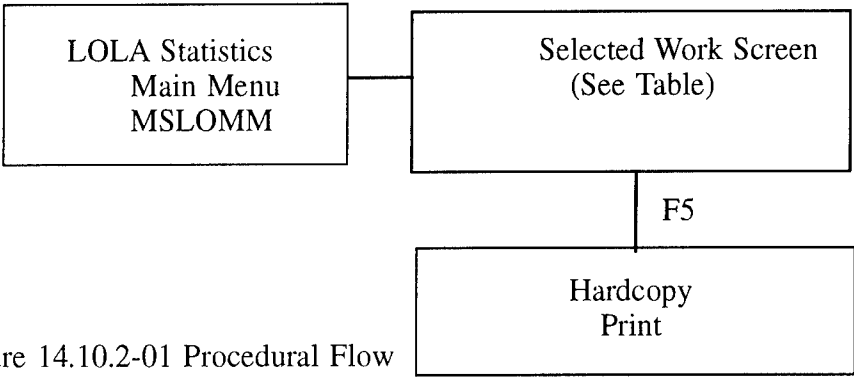 LOLA Statistics
Main Menu
MSLOMM
Selected Work Screen
(See Table)
F5
Hardcopy
Print
re 14.10.2-01 Procedural Flow